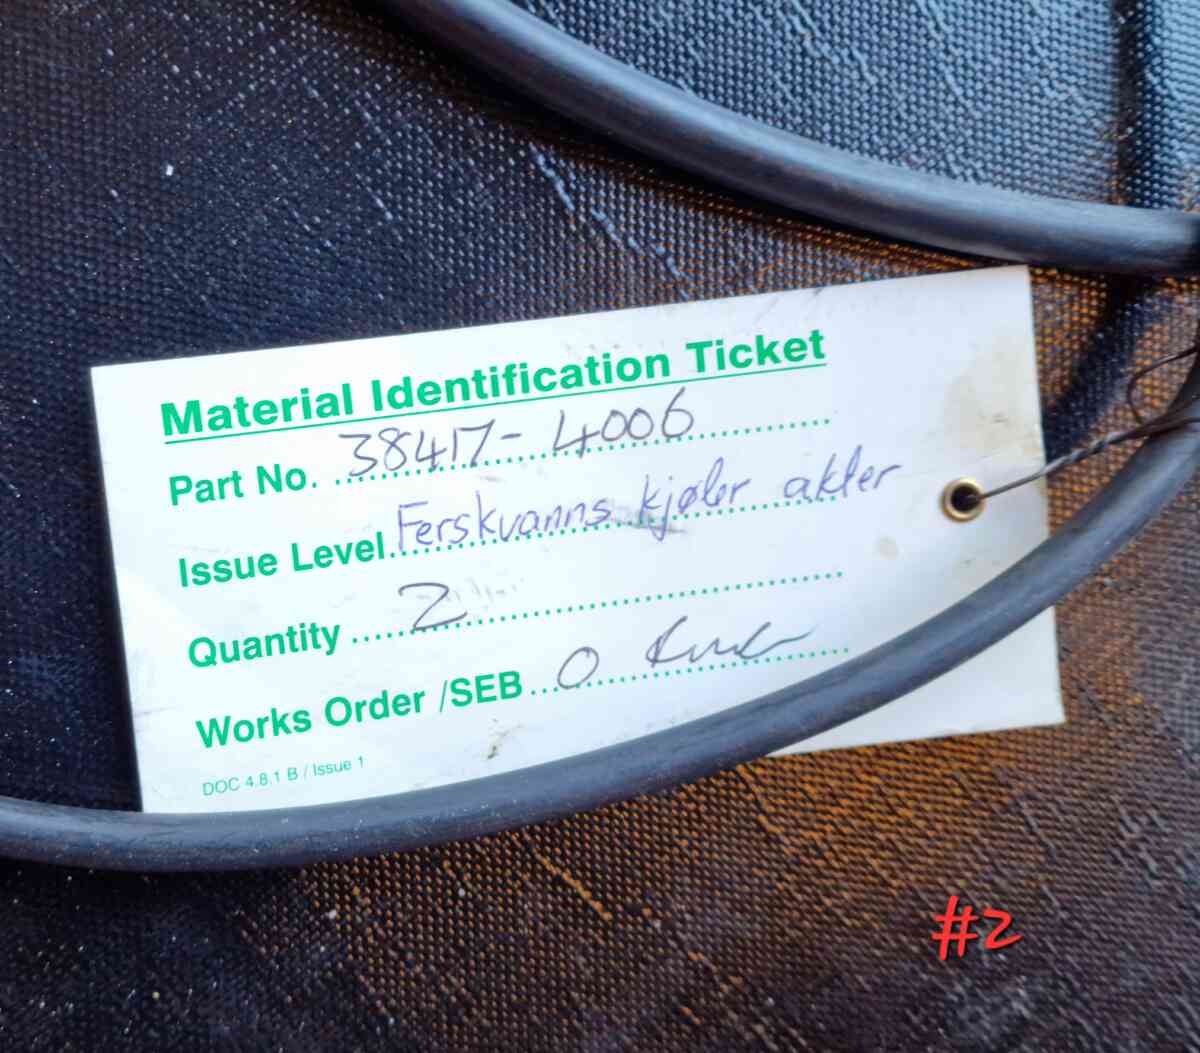 Material Identification Ticket
Part No. 38417-4006
Issue Level Ferskvanns kjøler akter
Quantity 2
Works Order /SEB O
DOC 4.8.1 B / Issue 1
#2